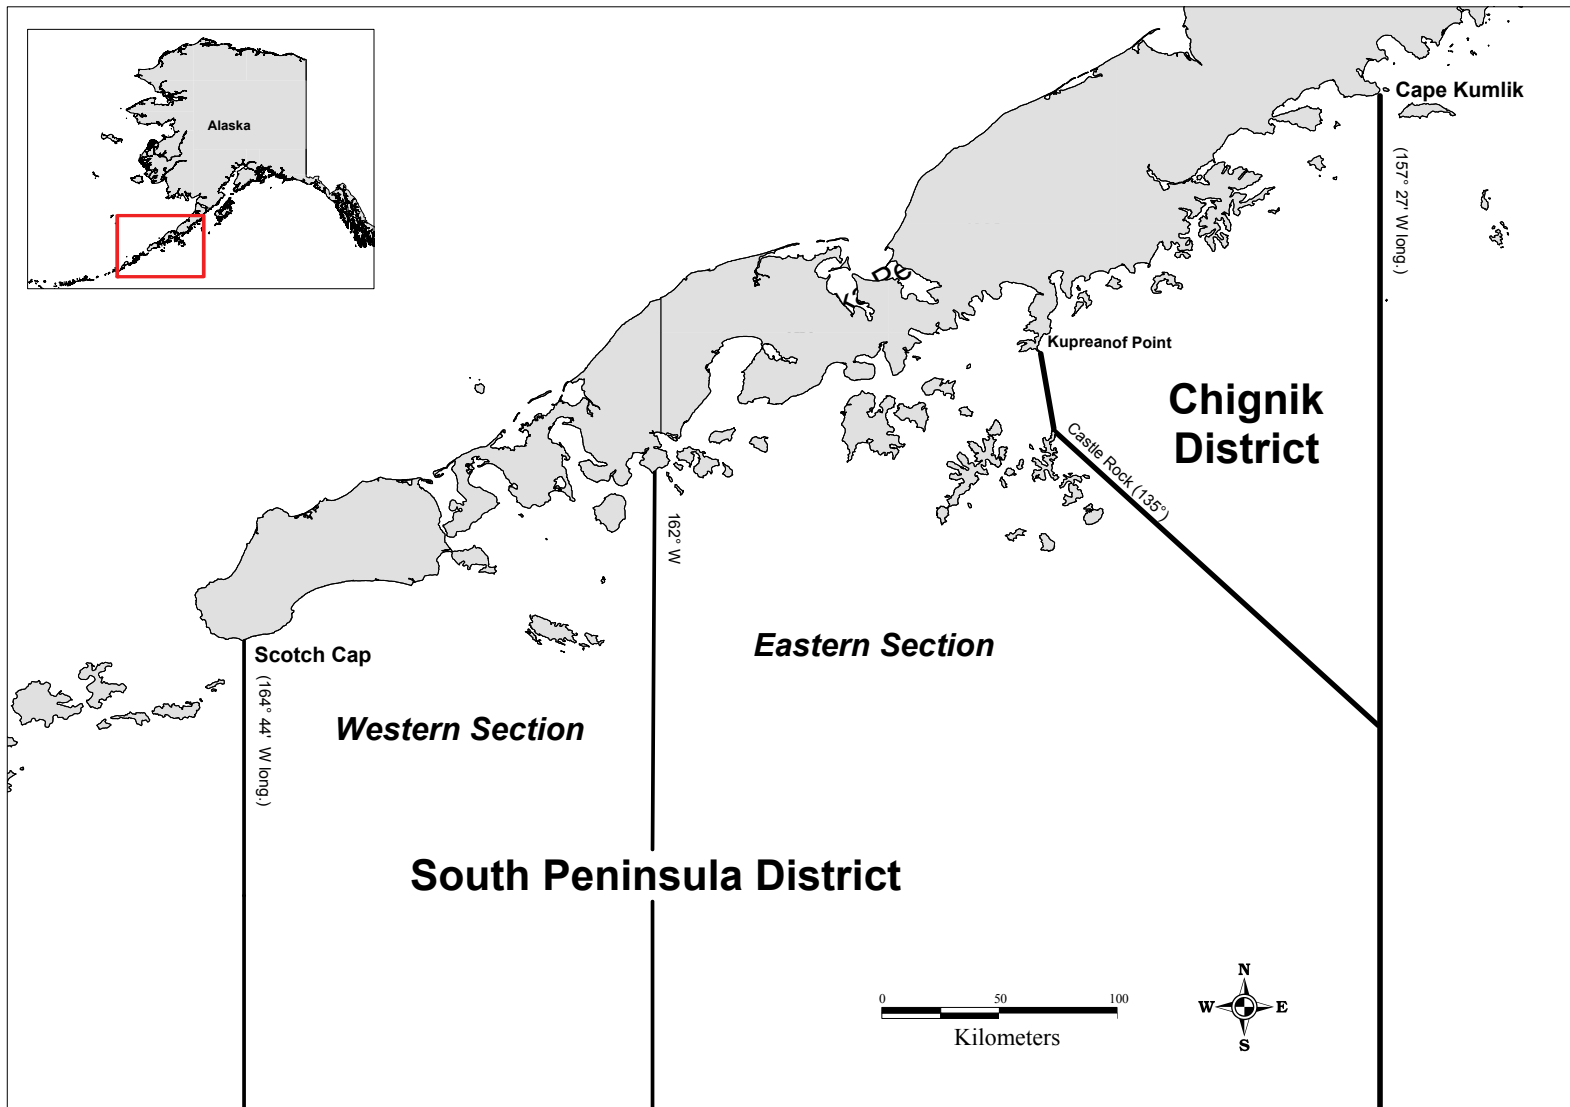 Alaska
Cape Kumlik
(157° 27' W long.)
Kupreanof Point
Chignik
District
Castle Rock (135°)
162° W
Eastern Section
Scotch Cap
(164° 44' W long.)
Western Section
South Peninsula District
0 50 100
Kilometers
N
W E
S